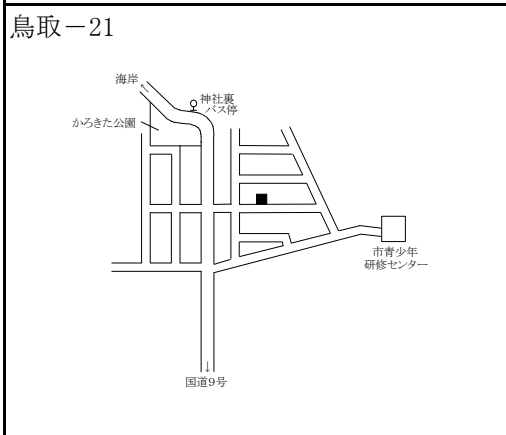 鳥取－21
海岸
神社裏
バス停
かろきた公園
市青少年
研修センター
国道9号